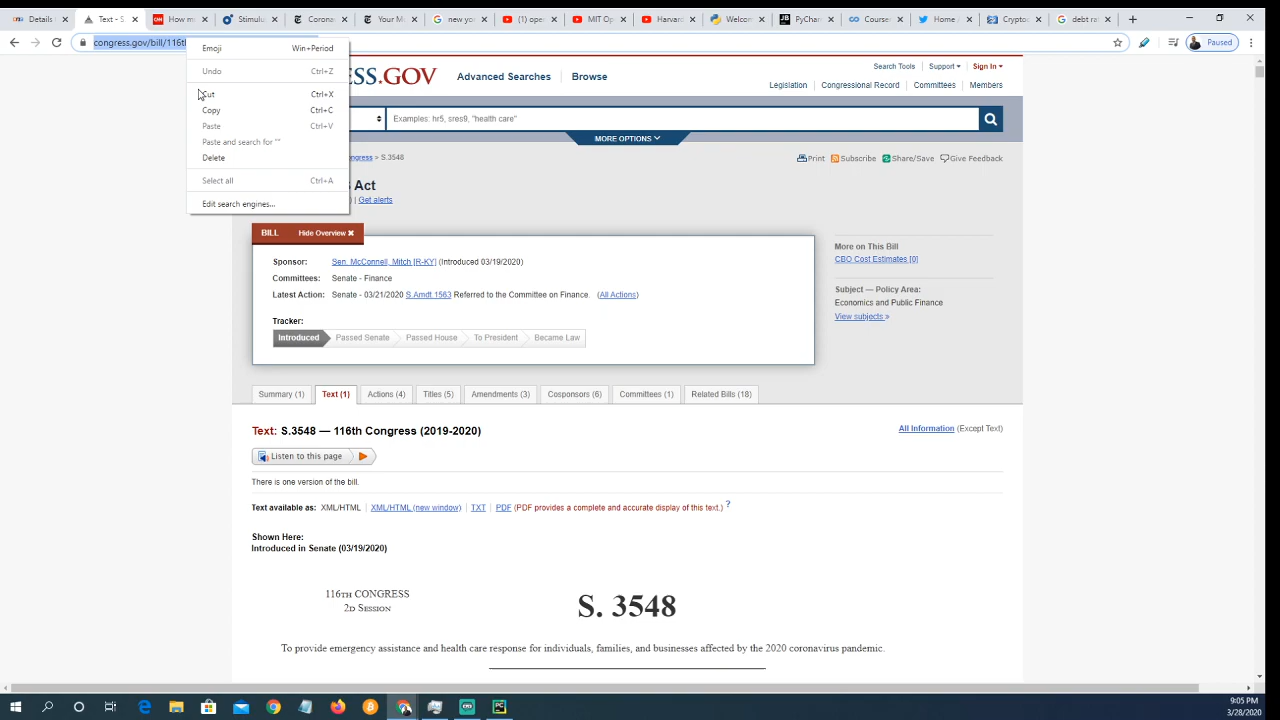 Details
Text - S.
How mu
Stimulu
Corona-
Your Mo
new yo
(1) open
MIT Op
Harvar
Welcom
PyChar
Course
Home /
Crypto
debt ra
congress.gov/bill/116th
Paused
Emoji Win+Period
Undo Ctrl+Z
Cut Ctrl+X
Copy Ctrl+C
Paste Ctrl+V
Paste and search for ""
Delete
Select all Ctrl+A
Edit search engines...
SS.GOV
Advanced Searches
Browse
Search Tools
Support
Sign In
Legislation
Congressional Record
Committees
Members
Examples: hr5, sres9, "health care"
MORE OPTIONS
ongress > S.3548
Print
Subscribe
Share/Save
Give Feedback
Act
| Get alerts
BILL
Hide Overview ✖
Sponsor: Sen. McConnell, Mitch [R-KY] (Introduced 03/19/2020)
Committees: Senate - Finance
Latest Action: Senate - 03/21/2020 S.Amdt.1563 Referred to the Committee on Finance. (All Actions)
Tracker:
Introduced
Passed Senate
Passed House
To President
Became Law
More on This Bill
CBO Cost Estimates [0]
Subject — Policy Area:
Economics and Public Finance
View subjects »
Summary (1)
Text (1)
Actions (4)
Titles (5)
Amendments (3)
Cosponsors (6)
Committees (1)
Related Bills (18)
Text: S.3548 — 116th Congress (2019-2020)
All Information (Except Text)
Listen to this page
There is one version of the bill.
Text available as: XML/HTML | XML/HTML (new window) | TXT | PDF (PDF provides a complete and accurate display of this text.) ?
Shown Here:
Introduced in Senate (03/19/2020)
116TH CONGRESS
2D SESSION
S. 3548
To provide emergency assistance and health care response for individuals, families, and businesses affected by the 2020 coronavirus pandemic.
9:05 PM
3/28/2020